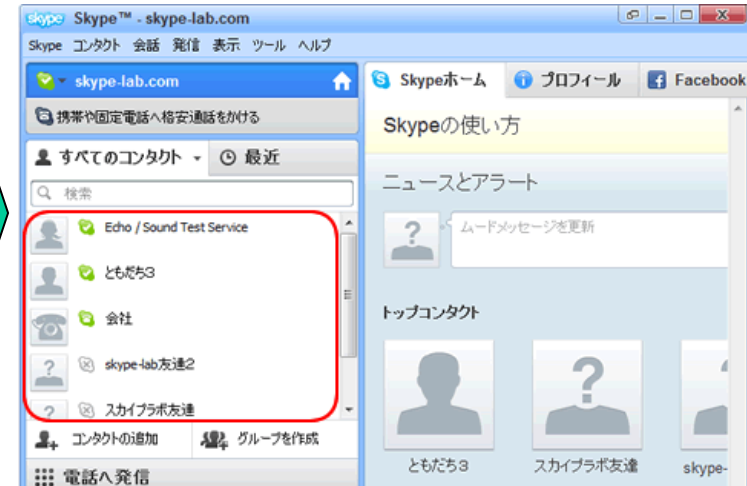 skype Skype™ - skype-lab.com
Skype コンタクト 会話 発信 表示 ツール ヘルプ
skype-lab.com
携帯や固定電話へ格安通話をかける
すべてのコンタクト 最近
検索
Echo / Sound Test Service
ともだち3
会社
skype-lab友達2
スカイプラボ友達
コンタクトの追加 グループを作成
電話へ発信
Skypeホーム プロフィール Facebook
Skypeの使い方
ニュースとアラート
ムードメッセージを更新
トップコンタクト
ともだち3 スカイプラボ友達 skype-